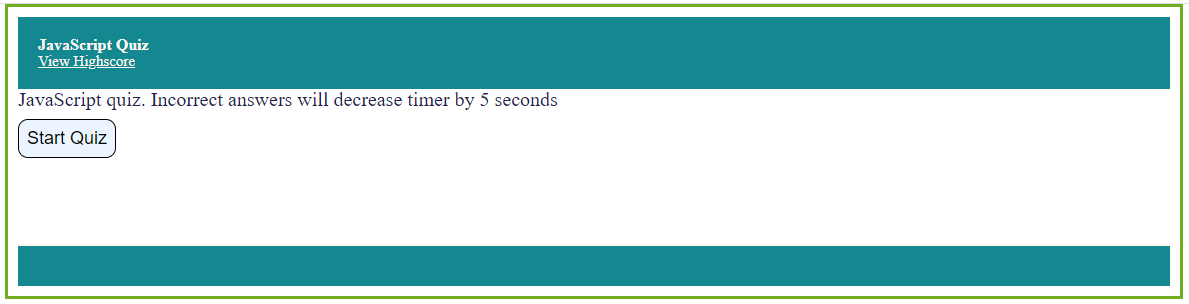 JavaScript Quiz
View Highscore
JavaScript quiz. Incorrect answers will decrease timer by 5 seconds
Start Quiz